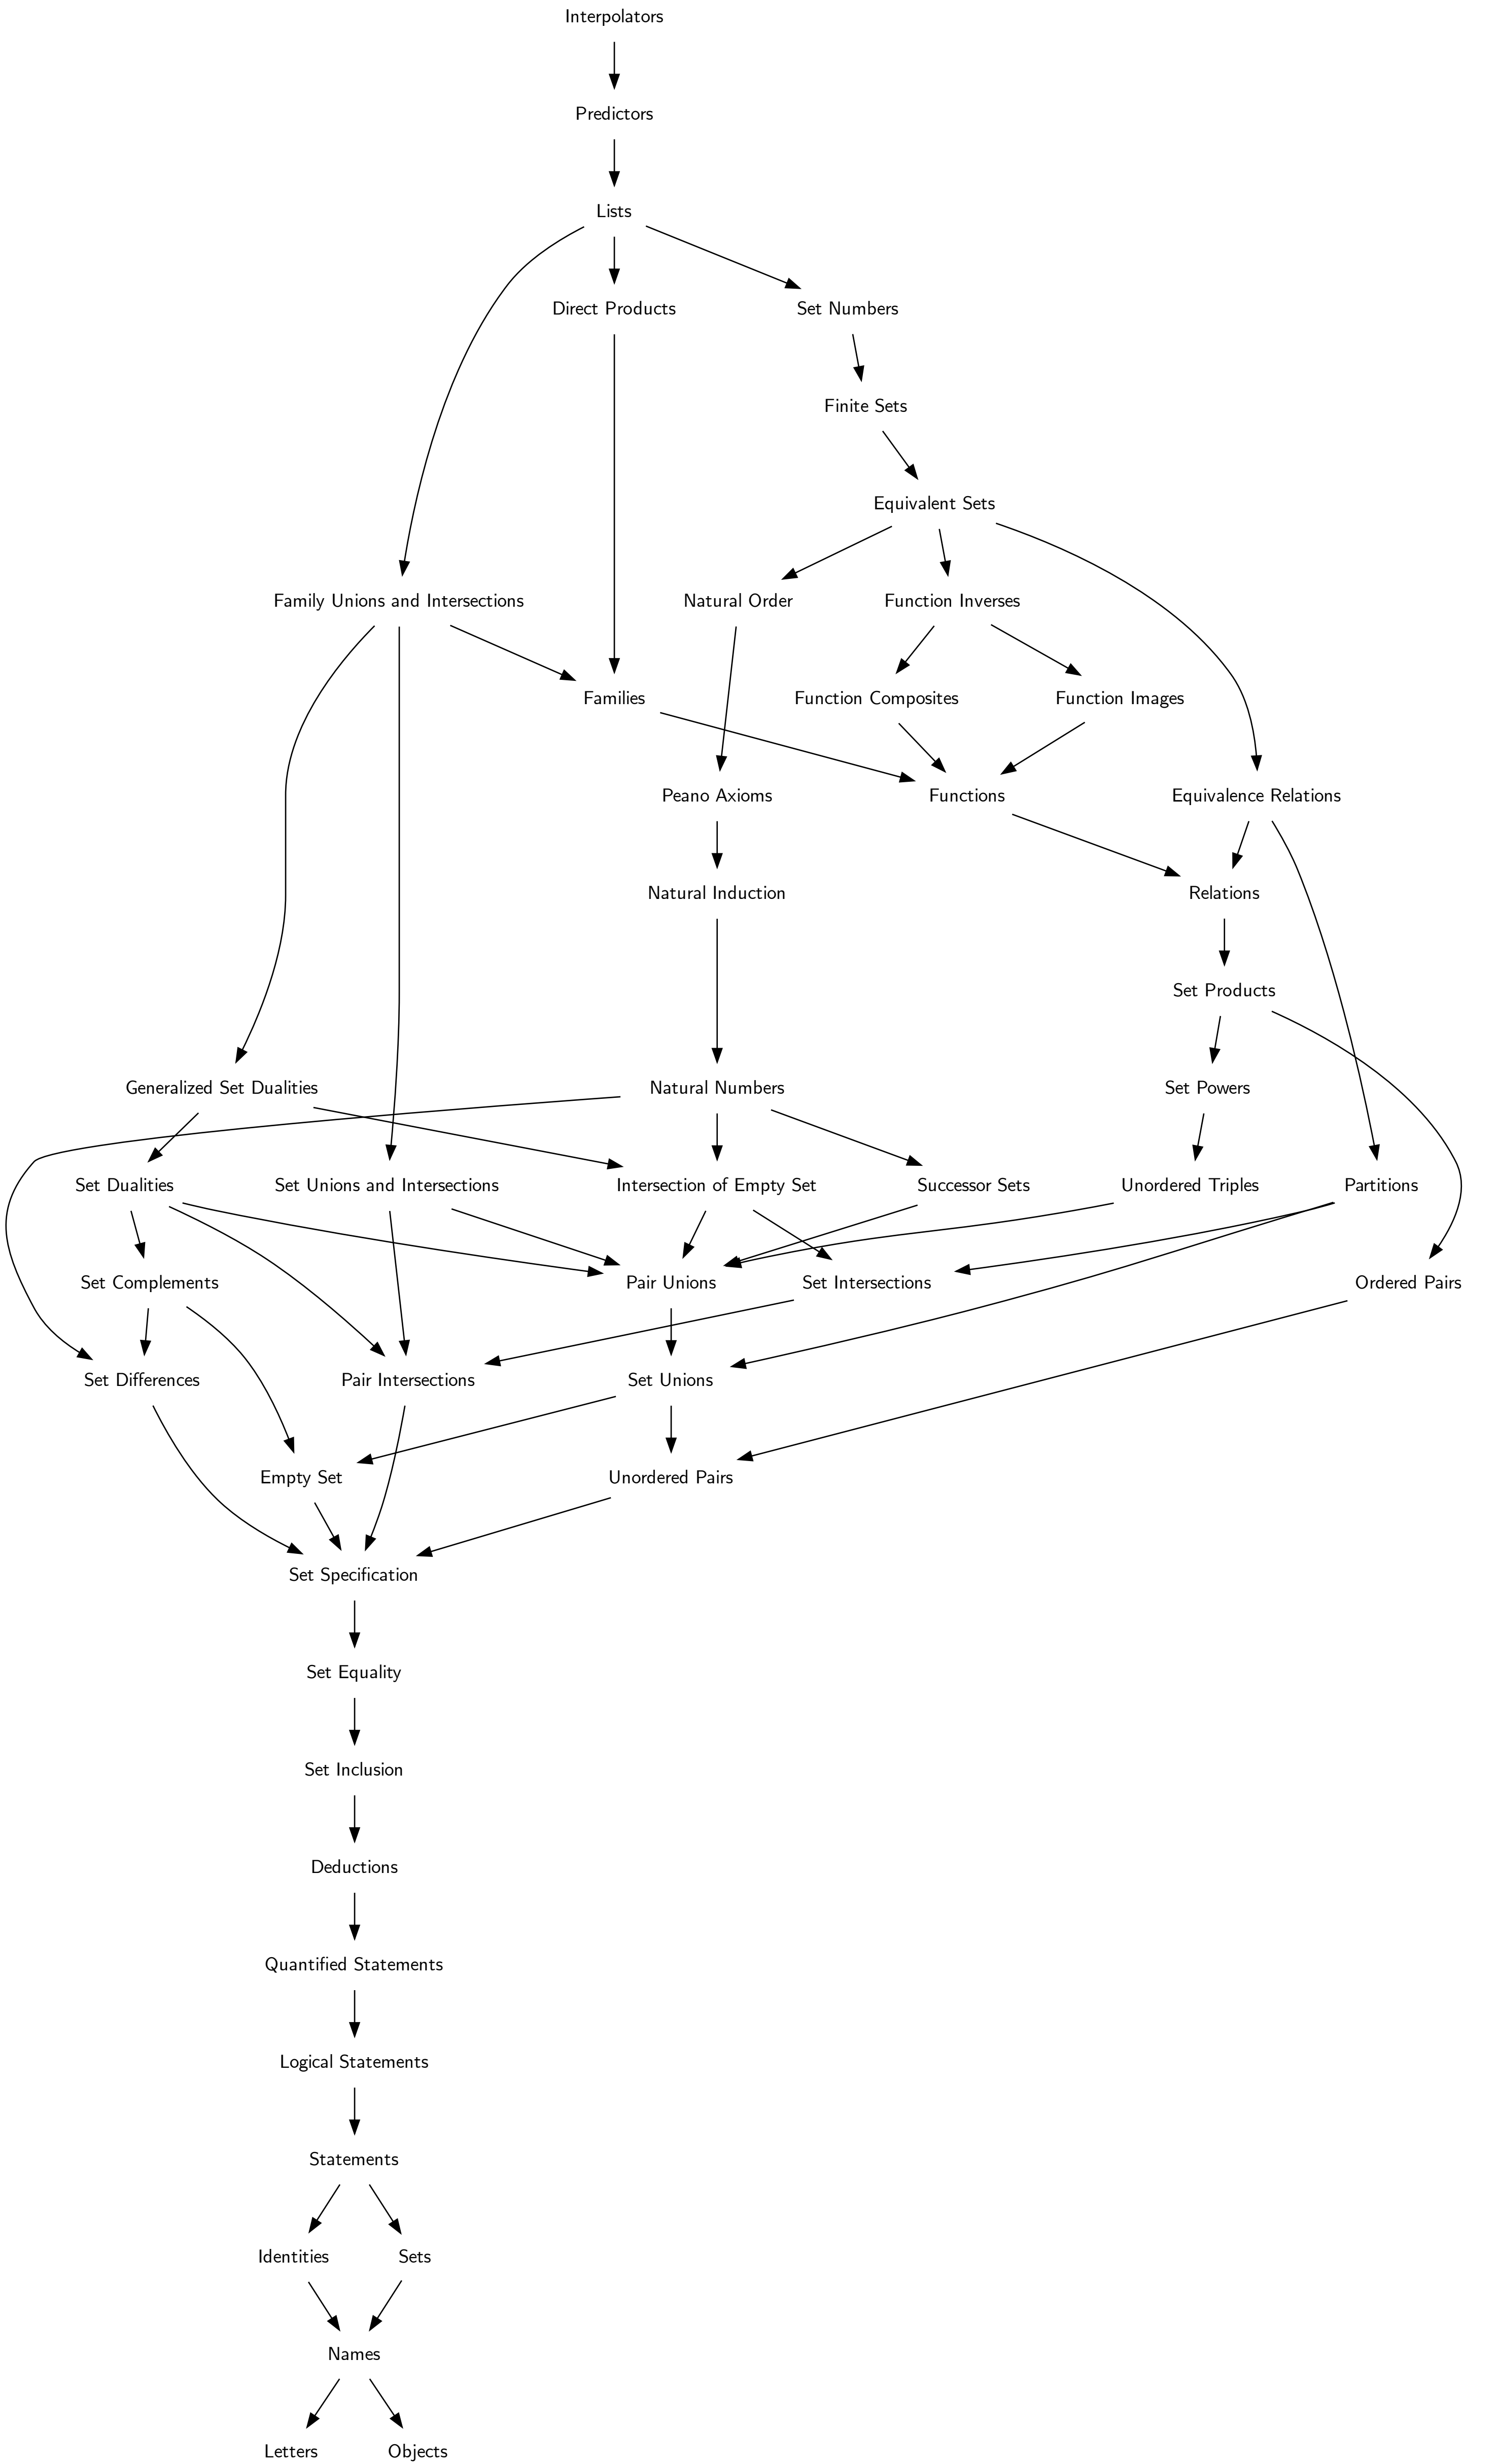 Interpolators
Predictors
Lists
Direct Products
Set Numbers
Finite Sets
Equivalent Sets
Family Unions and Intersections
Natural Order
Function Inverses
Families
Function Composites
Function Images
Peano Axioms
Functions
Equivalence Relations
Natural Induction
Relations
Set Products
Generalized Set Dualities
Natural Numbers
Set Powers
Set Dualities
Set Unions and Intersections
Intersection of Empty Set
Successor Sets
Unordered Triples
Partitions
Set Complements
Pair Unions
Set Intersections
Ordered Pairs
Set Differences
Pair Intersections
Set Unions
Empty Set
Unordered Pairs
Set Specification
Set Equality
Set Inclusion
Deductions
Quantified Statements
Logical Statements
Statements
Identities
Sets
Names
Letters
Objects